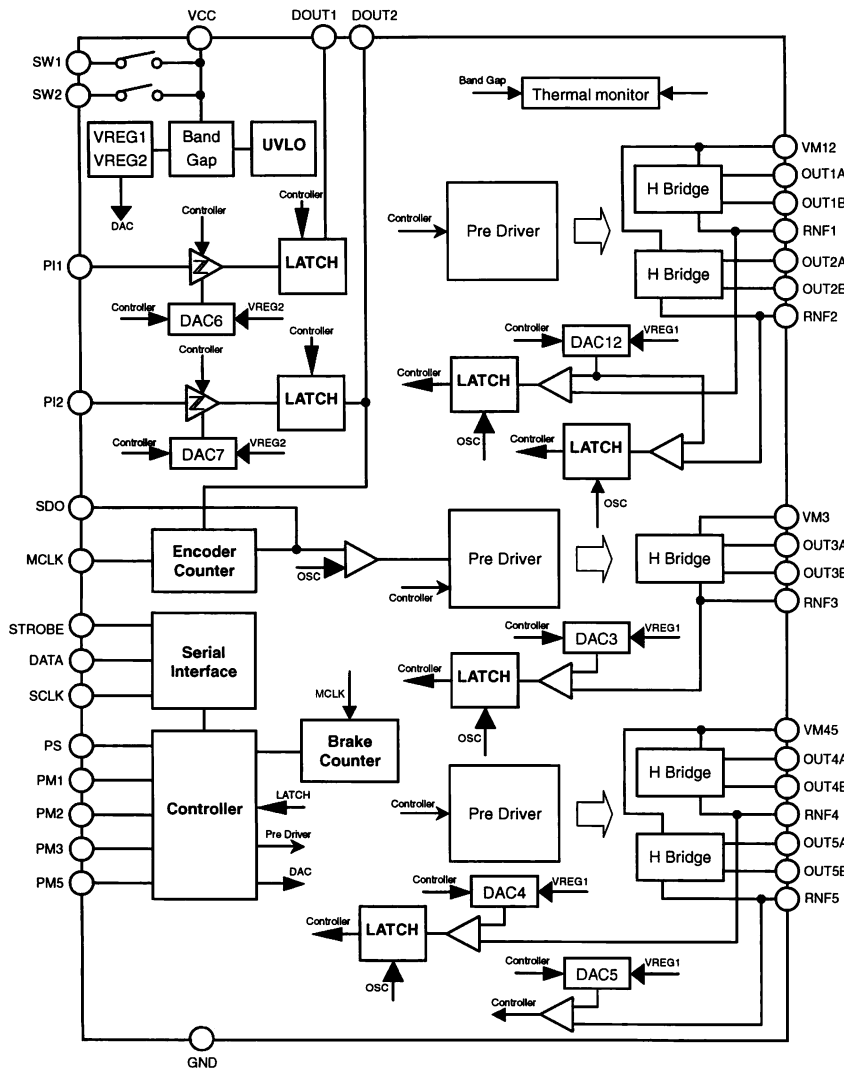 VCC
DOUT1
DOUT2
SW1
SW2
Band Gap
Thermal monitor
VREG1
VREG2
Band
Gap
UVLO
DAC
VM12
OUT1A
H Bridge
OUT1B
RNF1
Controller
Controller
Controller
Pre Driver
PI1
LATCH
OUT2A
H Bridge
OUT2B
RNF2
Controller
DAC6
VREG2
Controller
DAC12
VREG1
Controller
Controller
Controller
LATCH
PI2
LATCH
OSC
Controller
DAC7
VREG2
Controller
LATCH
OSC
SDO
VM3
MCLK
Encoder
Counter
OSC
Controller
Pre Driver
H Bridge
OUT3A
OUT3B
RNF3
STROBE
DATA
SCLK
Serial
Interface
Controller
DAC3
VREG1
Controller
LATCH
OSC
MCLK
VM45
PS
PM1
PM2
PM3
PM5
Controller
Brake
Counter
LATCH
Pre Driver
DAC
Controller
Pre Driver
H Bridge
OUT4A
OUT4B
RNF4
H Bridge
OUT5A
OUT5B
RNF5
Controller
DAC4
VREG1
Controller
LATCH
OSC
Controller
DAC5
VREG1
Controller
GND